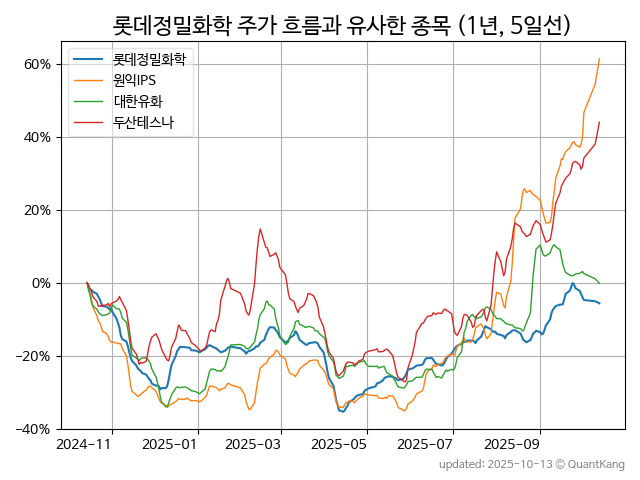 롯데정밀화학 주가 흐름과 유사한 종목 (1년, 5일선)
롯데정밀화학
원익IPS
대한유화
두산테스나
60%
40%
20%
0%
−20%
−40%
2024-11
2025-01
2025-03
2025-05
2025-07
2025-09
updated: 2025-10-13 © QuantKang